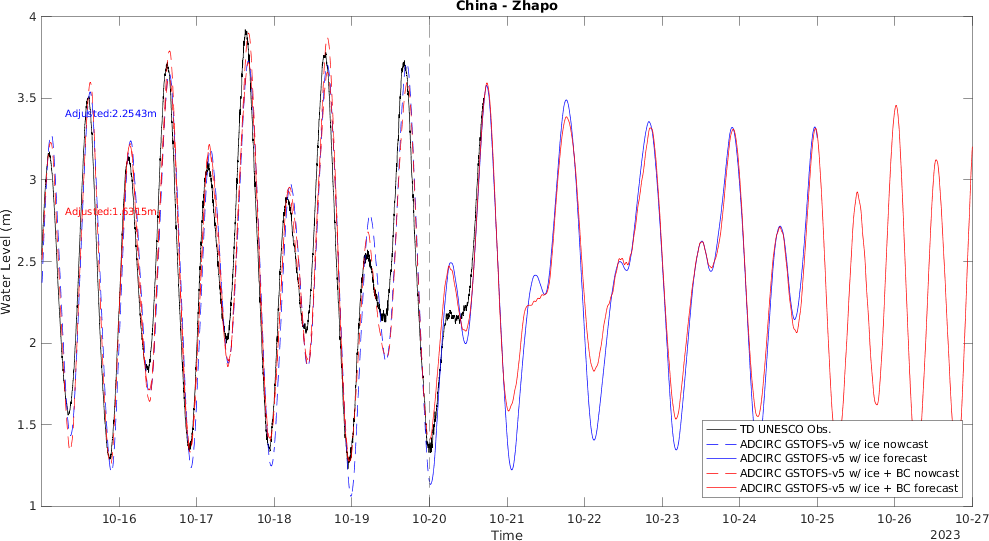 China - Zhapo
4
3.5
3
2.5
2
1.5
1
Water Level (m)
Adjusted:2.2543m
Adjusted:1.6315m
TD UNESCO Obs.
ADCIRC GSTOFS-v5 w/ ice nowcast
ADCIRC GSTOFS-v5 w/ ice forecast
ADCIRC GSTOFS-v5 w/ ice + BC nowcast
ADCIRC GSTOFS-v5 w/ ice + BC forecast
10-16 10-17 10-18 10-19 10-20 10-21 10-22 10-23 10-24 10-25 10-26 10-27
Time
2023